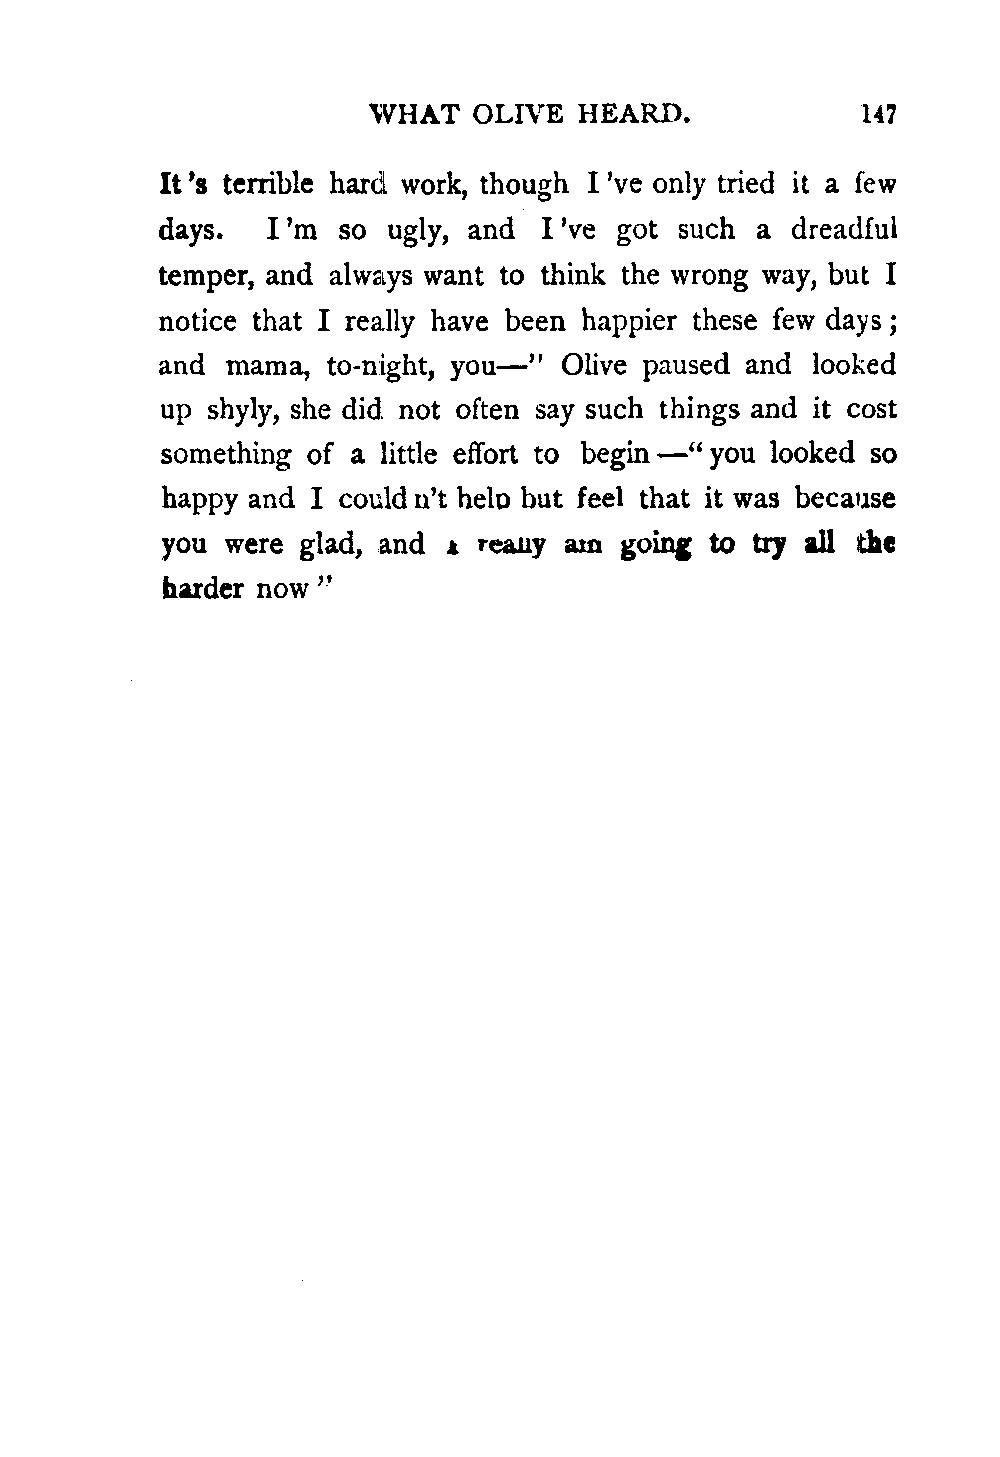 WHAT OLIVE HEARD. 147
It's terrible hard work, though I've only tried it a few
days. I'm so ugly, and I've got such a dreadful
temper, and always want to think the wrong way, but I
notice that I really have been happier these few days;
and mama, to-night, you—" Olive paused and looked
up shyly, she did not often say such things and it cost
something of a little effort to begin—"you looked so
happy and I couldn't help but feel that it was because
you were glad, and I really am going to try all the
harder now"